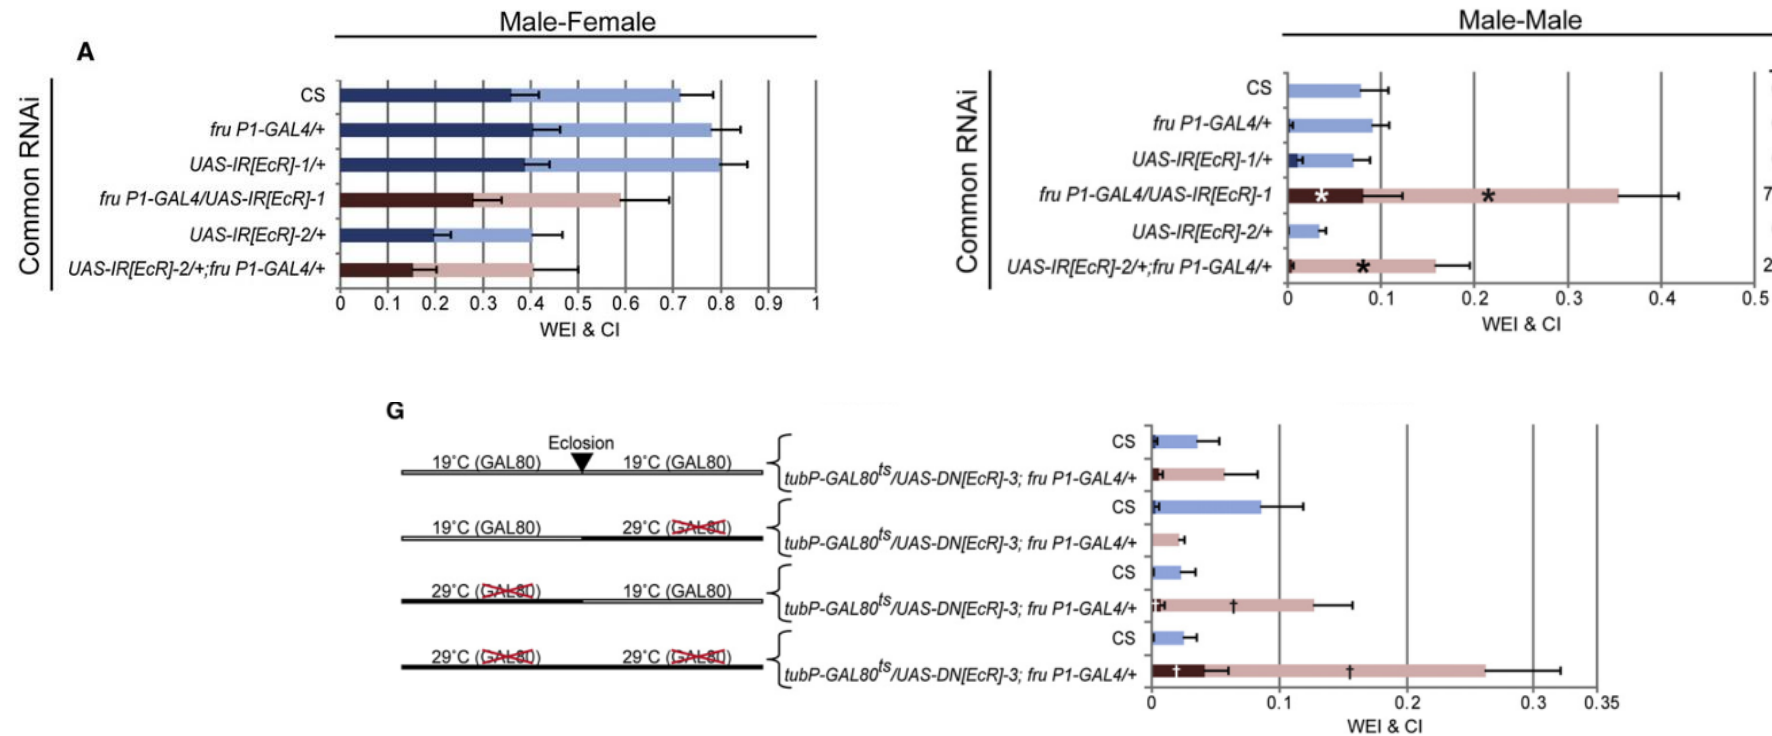 Male-Female
A
Common RNAi
CS
fru P1-GAL4/+
UAS-IR[EcR]-1/+
fru P1-GAL4/UAS-IR[EcR]-1
UAS-IR[EcR]-2/+
UAS-IR[EcR]-2/+;fru P1-GAL4/+
0 0.1 0.2 0.3 0.4 0.5 0.6 0.7 0.8 0.9 1
WEI & CI
Male-Male
Common RNAi
CS
fru P1-GAL4/+
UAS-IR[EcR]-1/+
fru P1-GAL4/UAS-IR[EcR]-1
* *
7
UAS-IR[EcR]-2/+
UAS-IR[EcR]-2/+;fru P1-GAL4/+
*
2
0 0.1 0.2 0.3 0.4 0.5
WEI & CI
G
Eclosion
19˚C (GAL80) 19˚C (GAL80)
CS
tubP-GAL80ts/UAS-DN[EcR]-3; fru P1-GAL4/+
19˚C (GAL80) 29˚C (GAL80)
CS
tubP-GAL80ts/UAS-DN[EcR]-3; fru P1-GAL4/+
29˚C (GAL80) 19˚C (GAL80)
CS
tubP-GAL80ts/UAS-DN[EcR]-3; fru P1-GAL4/+
† †
29˚C (GAL80) 29˚C (GAL80)
CS
tubP-GAL80ts/UAS-DN[EcR]-3; fru P1-GAL4/+
† †
0 0.1 0.2 0.3 0.35
WEI & CI